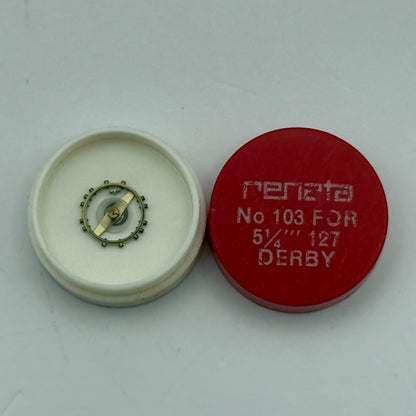 renata
No 103 FOR
5¼''' 127
DERBY